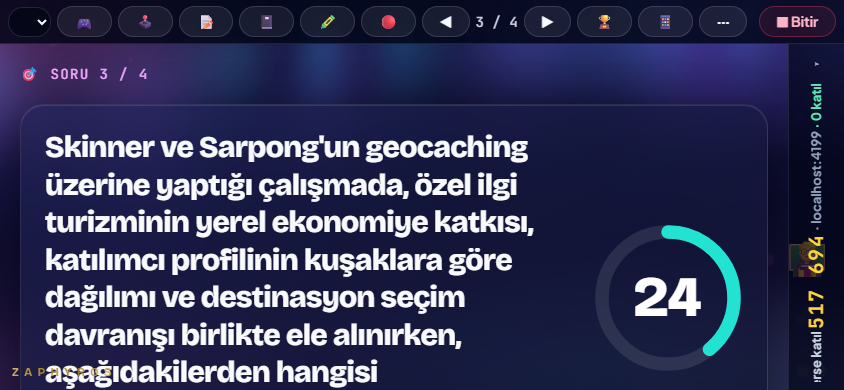 3 / 4
Bitir
SORU 3 / 4
Skinner ve Sarpong'un geocaching
üzerine yaptığı çalışmada, özel ilgi
turizminin yerel ekonomiye katkısı,
katılımcı profilinin kuşaklara göre
dağılımı ve destinasyon seçim
davranışı birlikte ele alınırken,
aşağıdakilerden hangisi
24
517 694 · localhost:4199 · 0 katıl